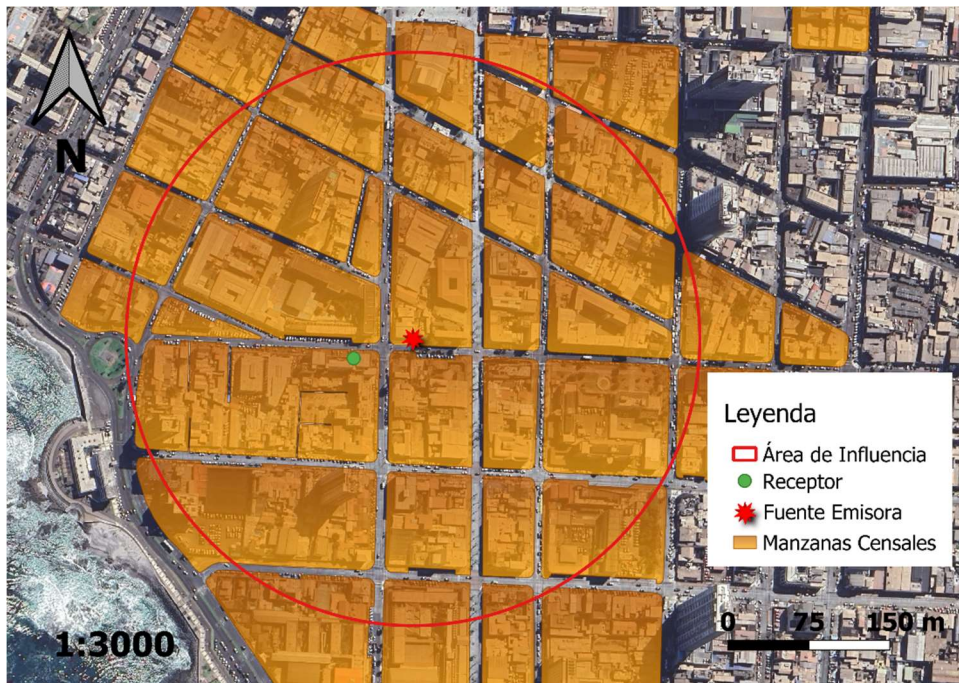 N
Leyenda
Área de Influencia
Receptor
Fuente Emisora
Manzanas Censales
0 75 150 m
1:3000